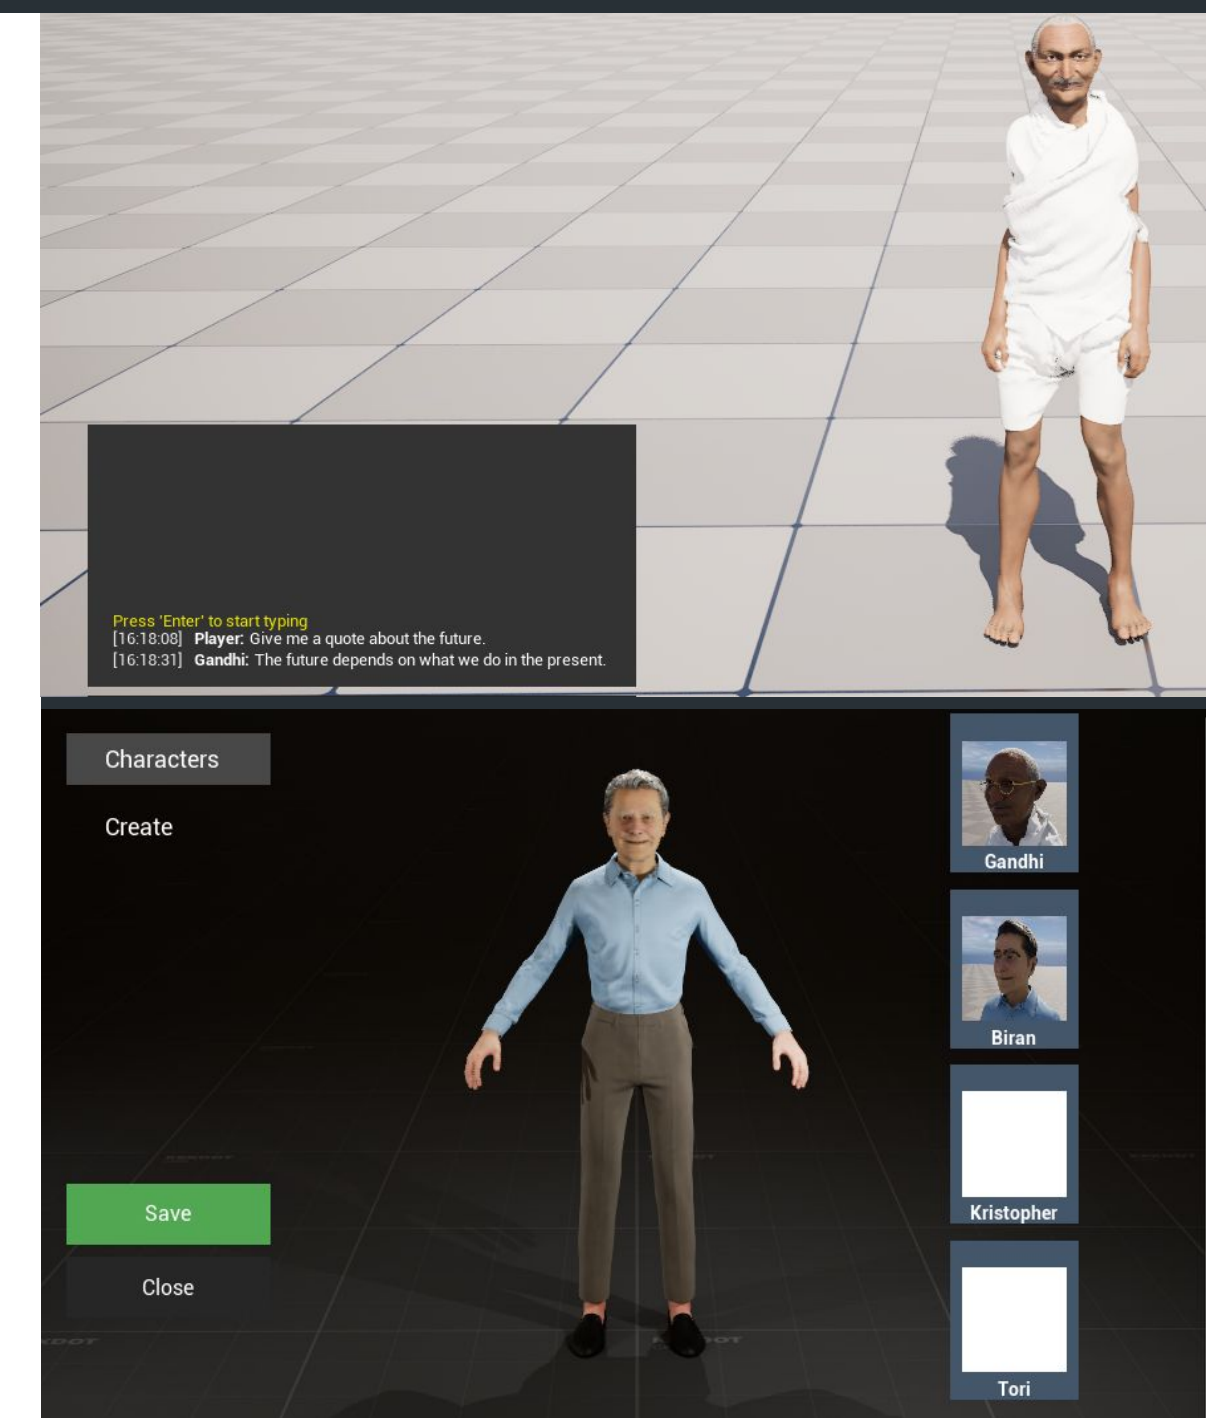 Press 'Enter' to start typing
[16:18:08] Player: Give me a quote about the future.
[16:18:31] Gandhi: The future depends on what we do in the present.
Characters
Create
Save
Close
Gandhi
Biran
Kristopher
Tori